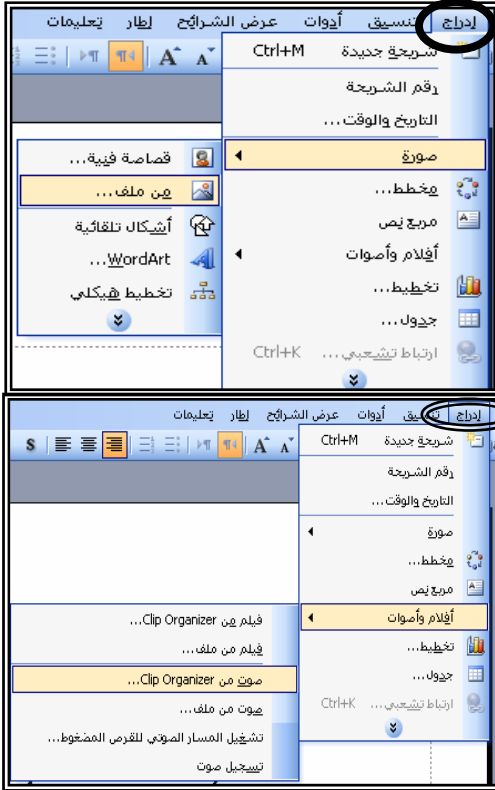 إدراج تنسيق أدوات عرض الشرائح إطار تعليمات
شريحة جديدة Ctrl+M
رقم الشريحة
التاريخ والوقت...
صورة
مخطط...
مربع نص
أفلام وأصوات
تخطيط...
جدول...
ارتباط تشعبي... Ctrl+K
قصاصة فنية...
من ملف...
أشكال تلقائية
WordArt...
تخطيط هيكلي
إدراج تنسيق أدوات عرض الشرائح إطار تعليمات
شريحة جديدة Ctrl+M
رقم الشريحة
التاريخ والوقت...
صورة
مخطط...
مربع نص
أفلام وأصوات
تخطيط...
جدول...
ارتباط تشعبي... Ctrl+K
فيلم من Clip Organizer...
فيلم من ملف...
صوت من Clip Organizer...
صوت من ملف...
تشغيل المسار الصوتي للقرص المضغوط...
تسجيل صوت